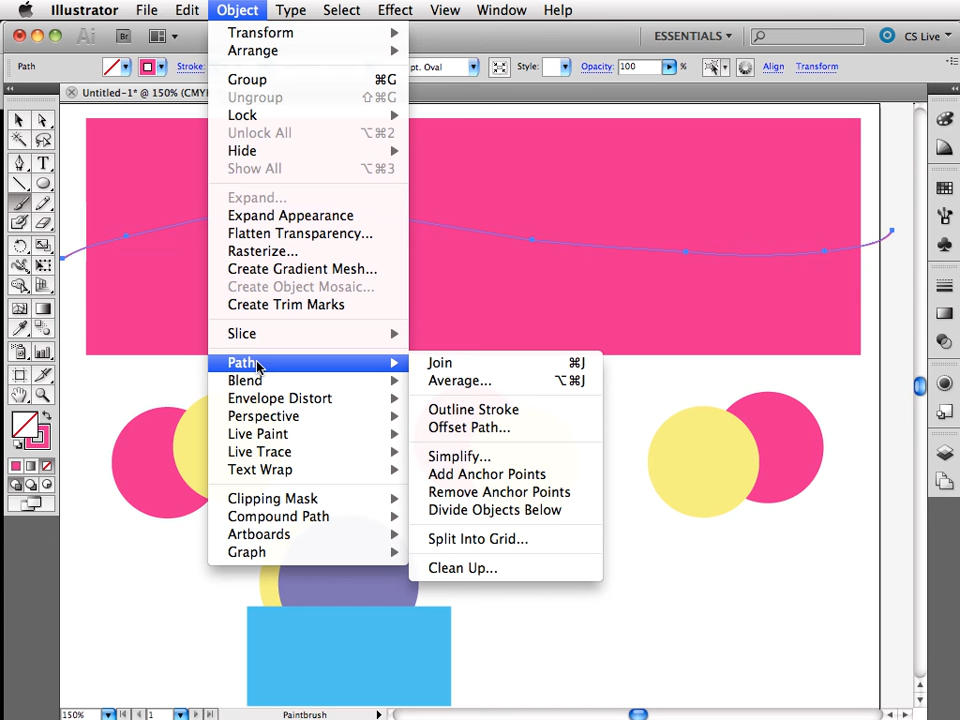 Illustrator File Edit Object Type Select Effect View Window Help
Ai Br ESSENTIALS CS Live
Path Stroke: pt. Oval Style: Opacity: 100 % Align Transform
Untitled-1* @ 150% (CMY
Transform
Arrange
Group ⌘G
Ungroup ⇧⌘G
Lock
Unlock All ⌥⌘2
Hide
Show All ⌥⌘3
Expand...
Expand Appearance
Flatten Transparency...
Rasterize...
Create Gradient Mesh...
Create Object Mosaic...
Create Trim Marks
Slice
Path
Blend
Envelope Distort
Perspective
Live Paint
Live Trace
Text Wrap
Clipping Mask
Compound Path
Artboards
Graph
Join ⌘J
Average... ⌥⌘J
Outline Stroke
Offset Path...
Simplify...
Add Anchor Points
Remove Anchor Points
Divide Objects Below
Split Into Grid...
Clean Up...
150% 1 Paintbrush